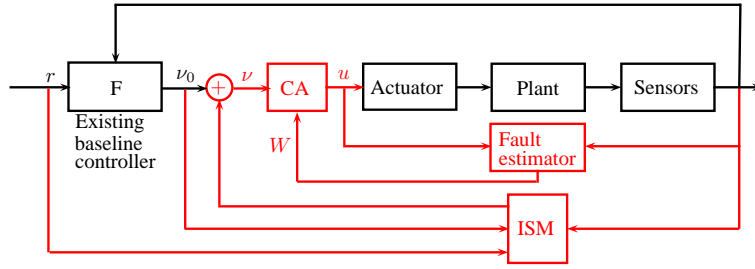 r
F
ν₀
+
ν
CA
u
Actuator
Plant
Sensors
Existing
baseline
controller
W
Fault
estimator
ISM